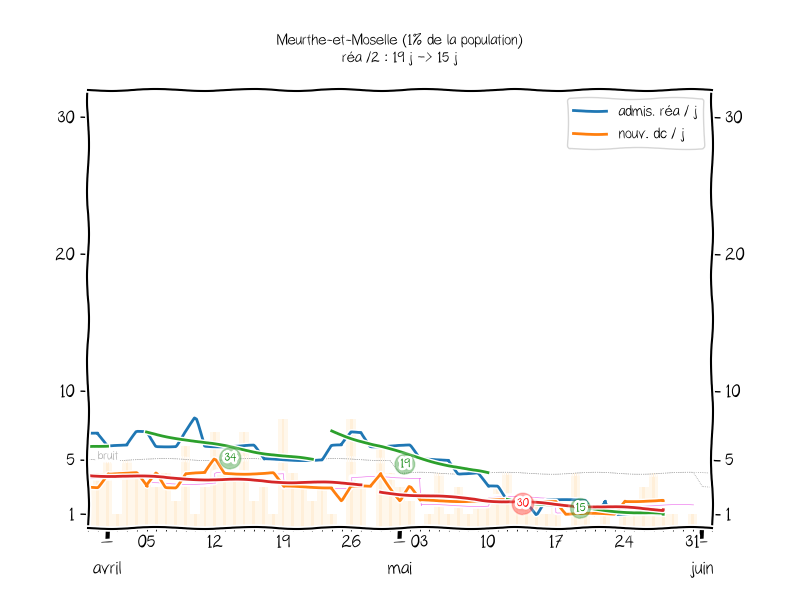 Meurthe-et-Moselle (1% de la population)
réa /2 : 19 j -> 15 j
admis. réa / j
nouv. dc / j
30
30
20
20
10
10
5
5
1
1
bruit
34
19
30
15
05 12 19 26 03 10 17 24 31
avril mai juin